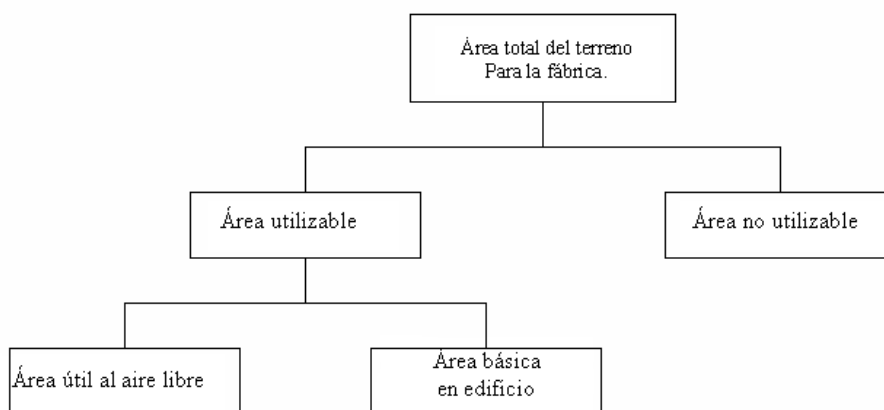 Área total del terreno
Para la fábrica.
Área utilizable
Área no utilizable
Área útil al aire libre
Área básica
en edificio